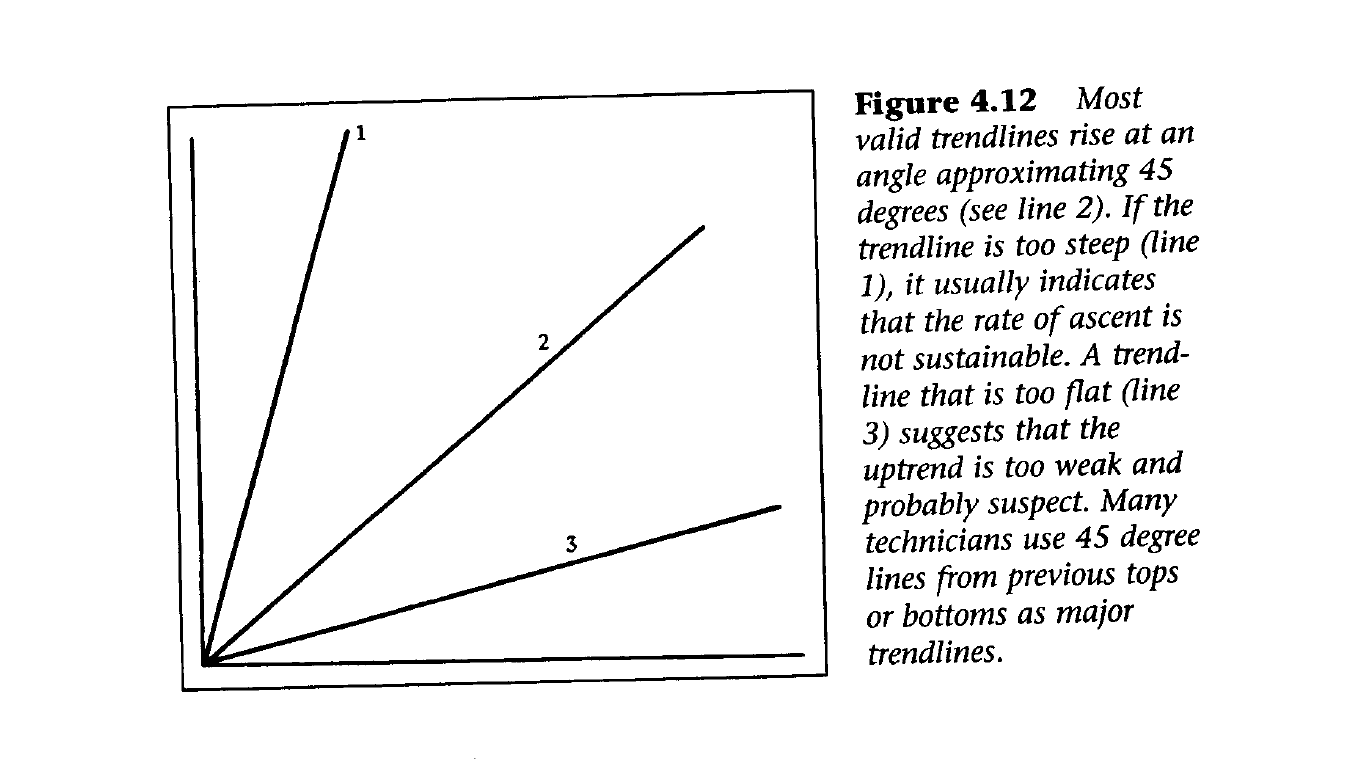 1
2
3
Figure 4.12 Most
valid trendlines rise at an
angle approximating 45
degrees (see line 2). If the
trendline is too steep (line
1), it usually indicates
that the rate of ascent is
not sustainable. A trend-
line that is too flat (line
3) suggests that the
uptrend is too weak and
probably suspect. Many
technicians use 45 degree
lines from previous tops
or bottoms as major
trendlines.